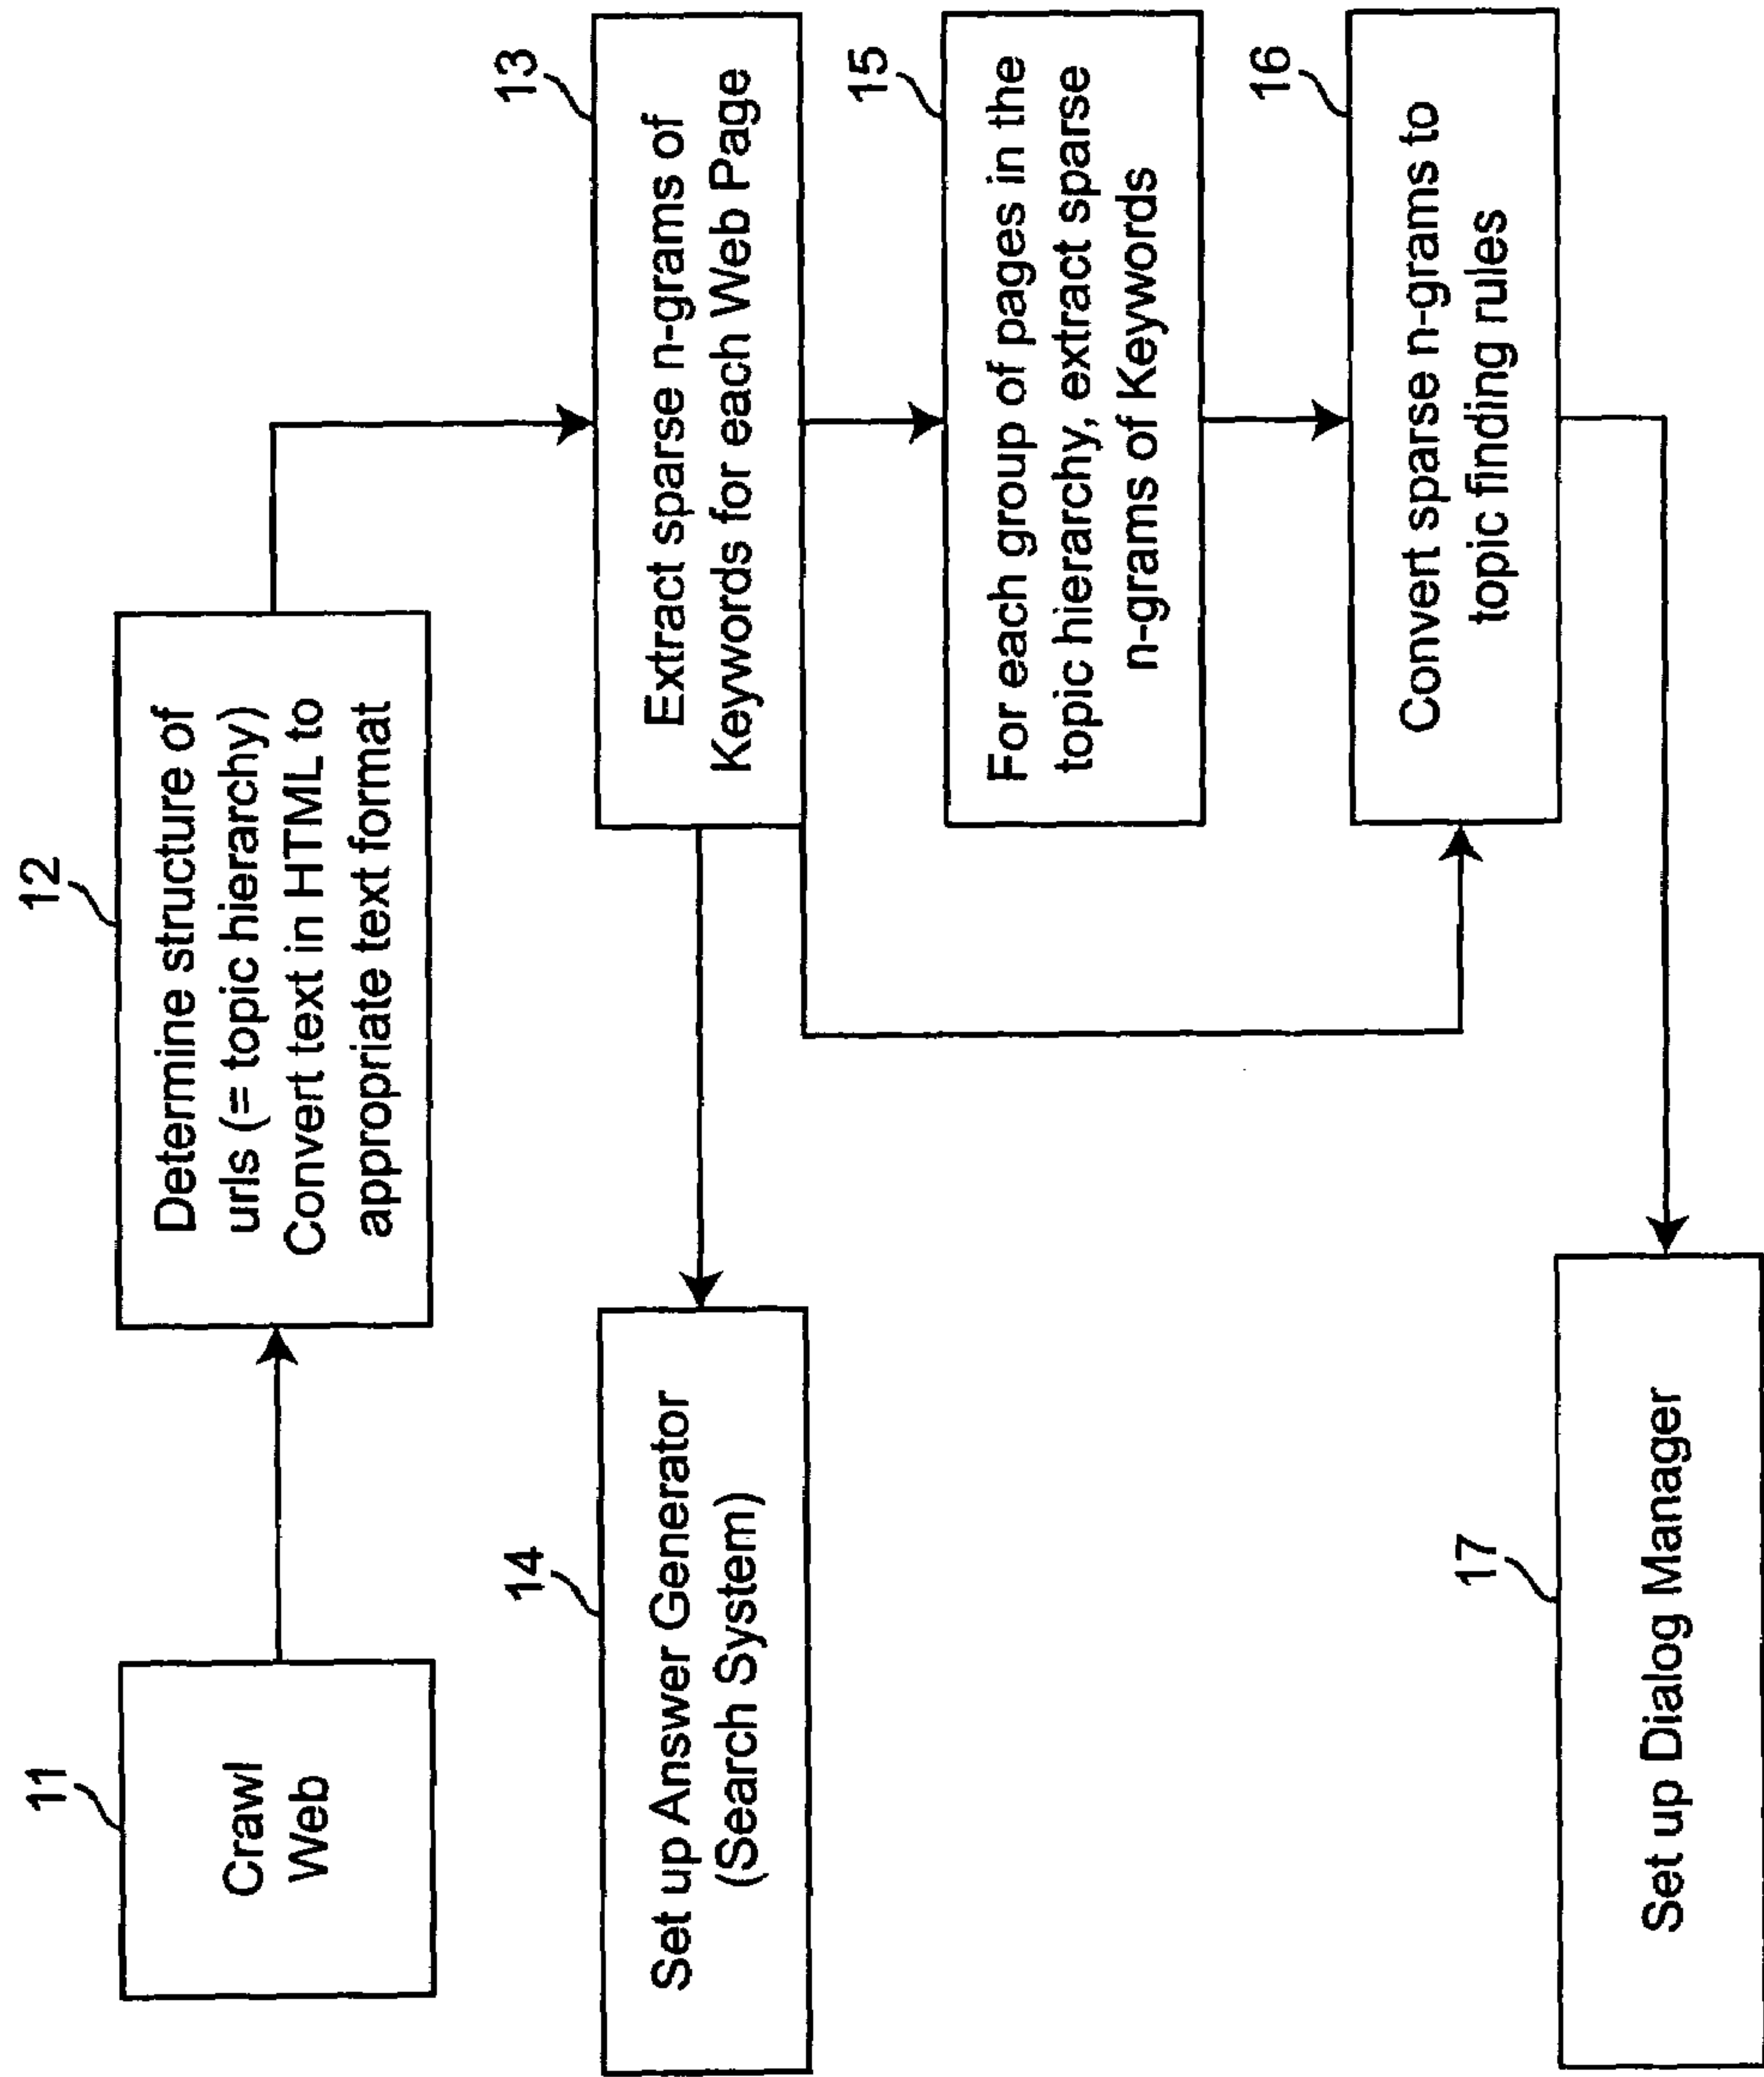 11
Crawl
Web
12
Determine structure of
urls (= topic hierarchy)
Convert text in HTML to
appropriate text format
13
Extract sparse n-grams of
Keywords for each Web Page
14
Set up Answer Generator
(Search System)
15
For each group of pages in the
topic hierarchy, extract sparse
n-grams of Keywords
16
Convert sparse n-grams to
topic finding rules
17
Set up Dialog Manager